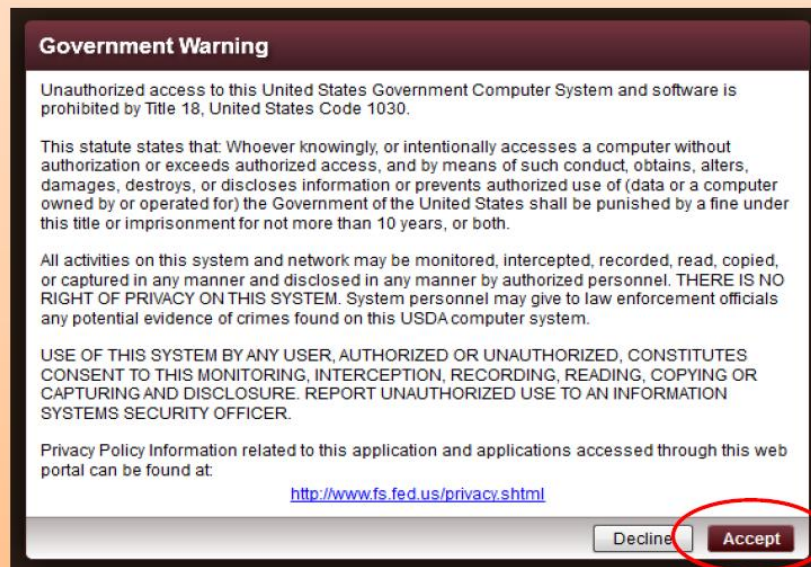 Government Warning
Unauthorized access to this United States Government Computer System and software is
prohibited by Title 18, United States Code 1030.
This statute states that: Whoever knowingly, or intentionally accesses a computer without
authorization or exceeds authorized access, and by means of such conduct, obtains, alters,
damages, destroys, or discloses information or prevents authorized use of (data or a computer
owned by or operated for) the Government of the United States shall be punished by a fine under
this title or imprisonment for not more than 10 years, or both.
All activities on this system and network may be monitored, intercepted, recorded, read, copied,
or captured in any manner and disclosed in any manner by authorized personnel. THERE IS NO
RIGHT OF PRIVACY ON THIS SYSTEM. System personnel may give to law enforcement officials
any potential evidence of crimes found on this USDA computer system.
USE OF THIS SYSTEM BY ANY USER, AUTHORIZED OR UNAUTHORIZED, CONSTITUTES
CONSENT TO THIS MONITORING, INTERCEPTION, RECORDING, READING, COPYING OR
CAPTURING AND DISCLOSURE. REPORT UNAUTHORIZED USE TO AN INFORMATION
SYSTEMS SECURITY OFFICER.
Privacy Policy Information related to this application and applications accessed through this web
portal can be found at:
http://www.fs.fed.us/privacy.shtml
Decline Accept